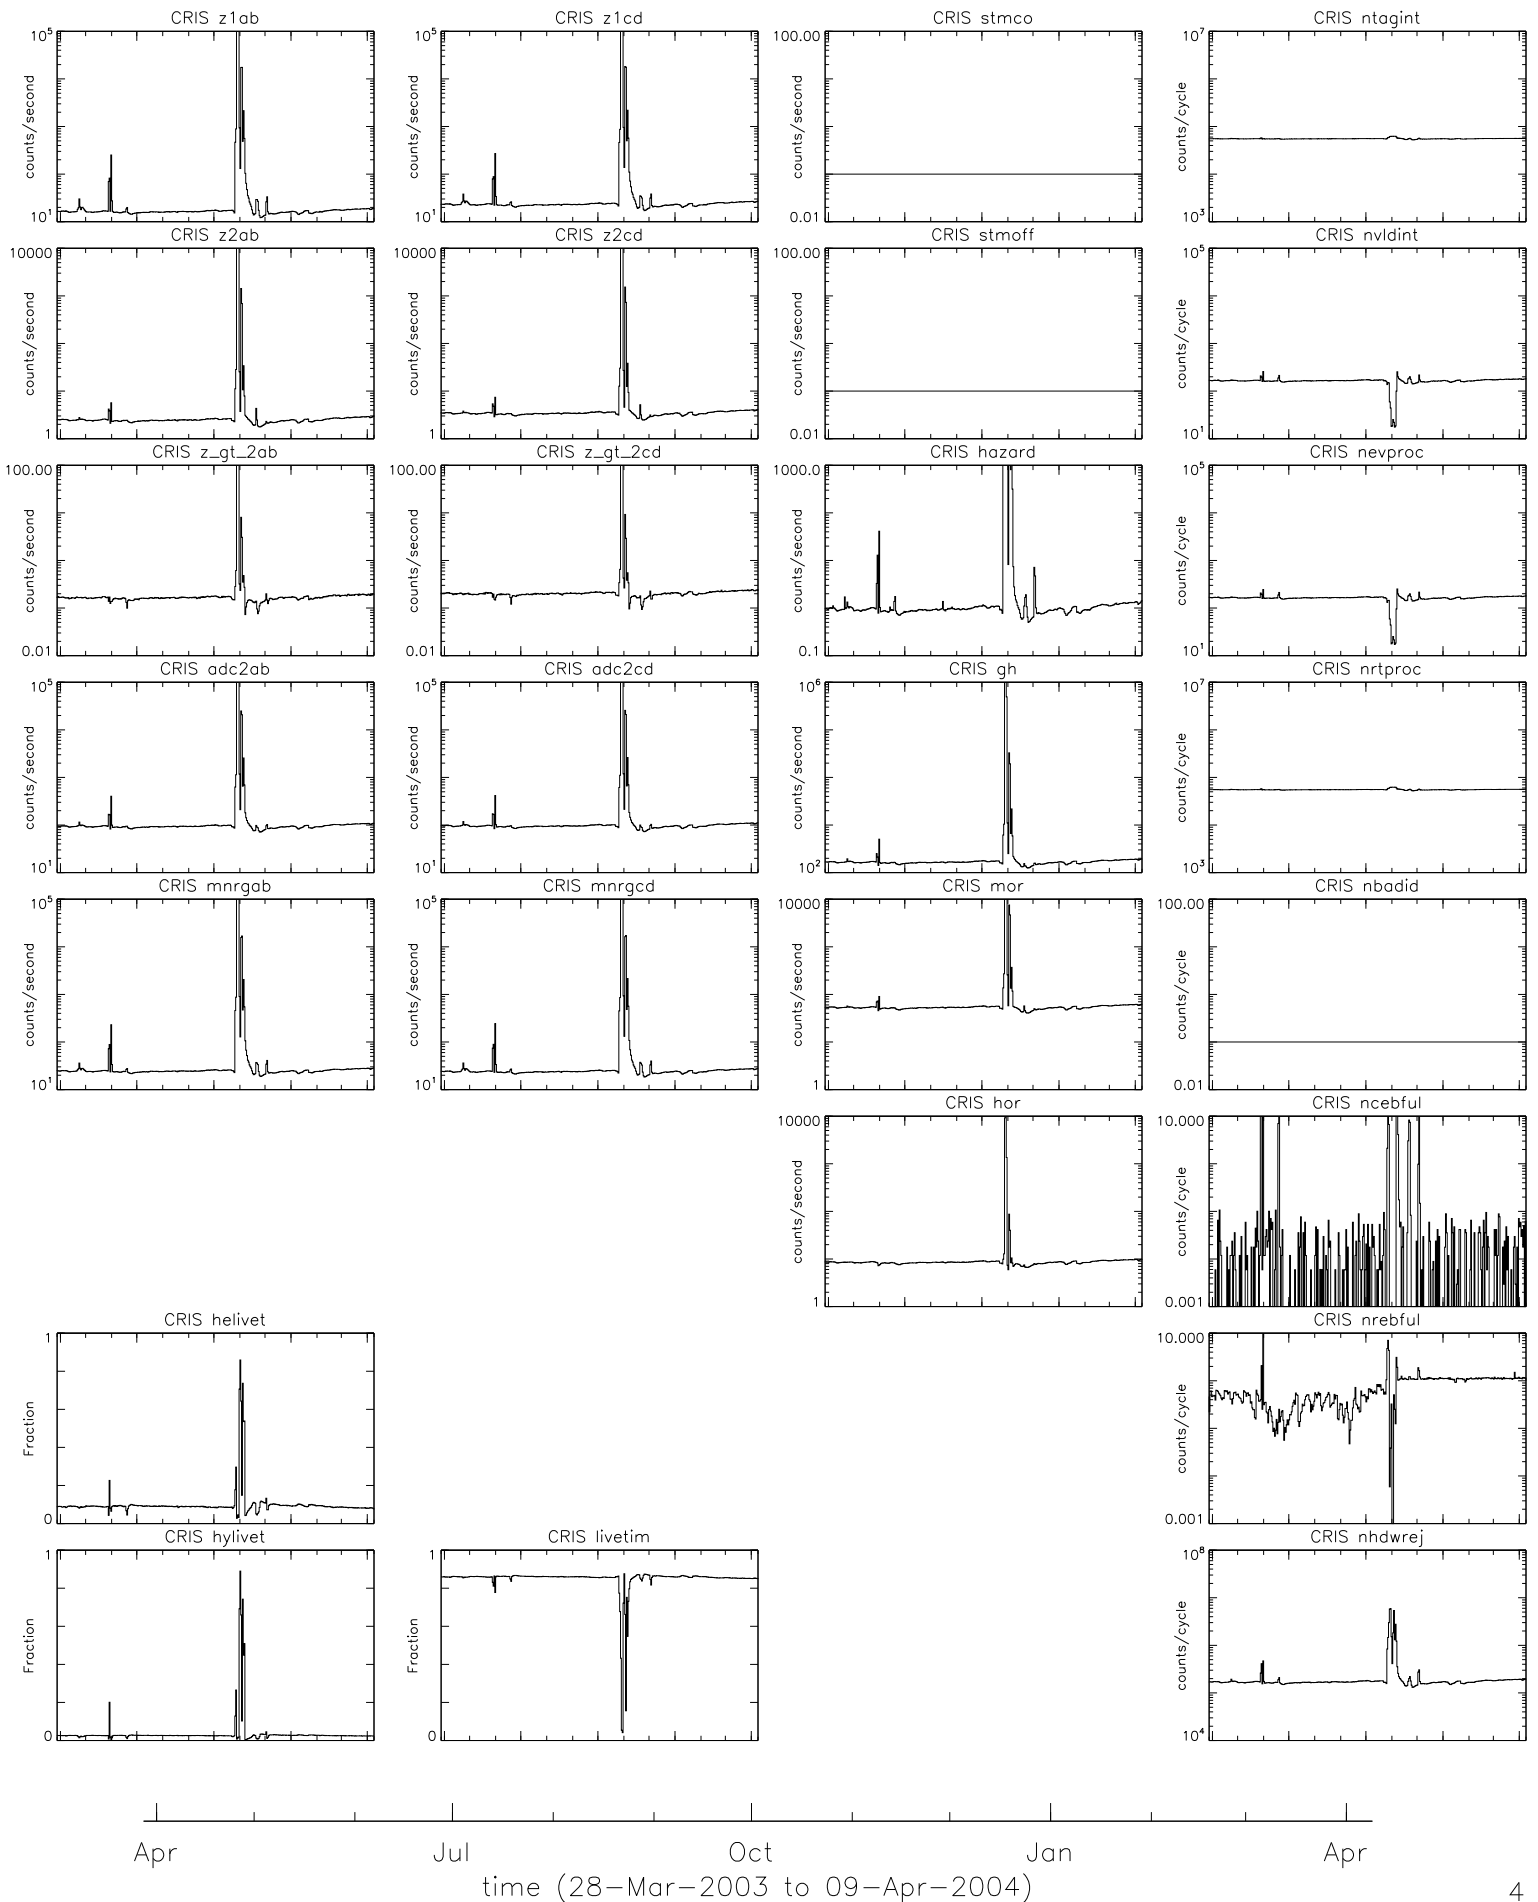 CRIS z1ab
CRIS z1cd
CRIS stmco
CRIS ntagint
10^5
counts/second
10^1
10^5
counts/second
10^1
100.00
counts/second
0.01
10^7
counts/cycle
10^3
CRIS z2ab
CRIS z2cd
CRIS stmoff
CRIS nvldint
10000
counts/second
1
10000
counts/second
1
100.00
counts/second
0.01
10^5
counts/cycle
10^1
CRIS z_gt_2ab
CRIS z_gt_2cd
CRIS hazard
CRIS nevproc
100.00
counts/second
0.01
100.00
counts/second
0.01
1000.0
counts/second
0.1
10^5
counts/cycle
10^1
CRIS adc2ab
CRIS adc2cd
CRIS gh
CRIS nrtproc
10^5
counts/second
10^1
10^5
counts/second
10^1
10^6
counts/second
10^2
10^7
counts/cycle
10^3
CRIS mnrgab
CRIS mnrgcd
CRIS mor
CRIS nbadid
10^5
counts/second
10^1
10^5
counts/second
10^1
10000
counts/second
1
100.00
counts/cycle
0.01
CRIS hor
CRIS ncebful
10000
counts/second
1
10.000
counts/cycle
0.001
CRIS helivet
CRIS nrebful
1
Fraction
0
10.000
counts/cycle
0.001
CRIS hylivet
CRIS livetim
CRIS nhdwrej
1
Fraction
0
1
Fraction
0
10^8
counts/cycle
10^4
Apr
Jul
Oct
Jan
Apr
time (28-Mar-2003 to 09-Apr-2004)
4